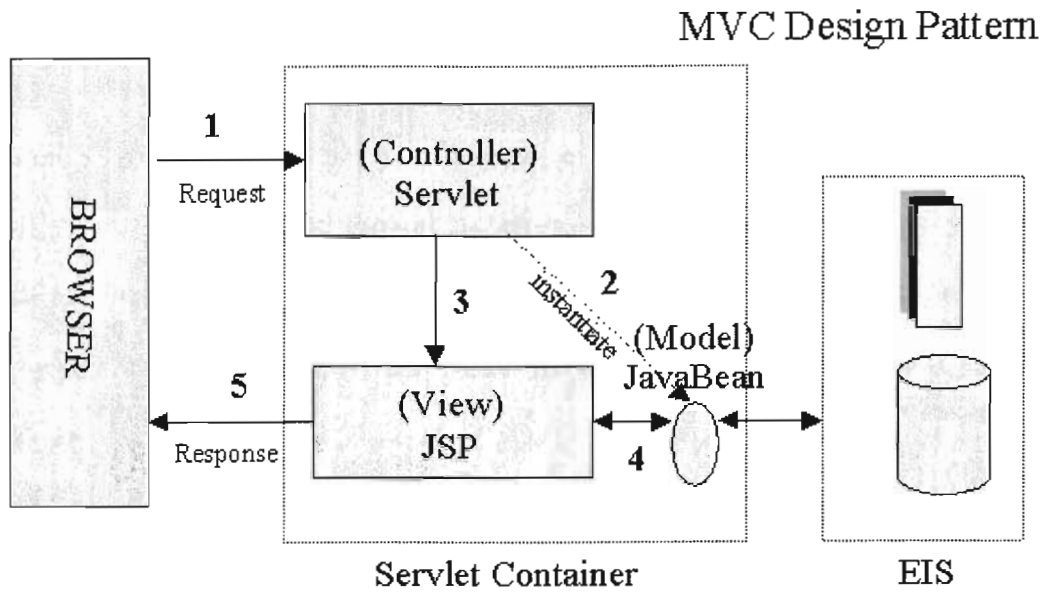 MVC Design Pattern
BROWSER
1
Request
(Controller)
Servlet
2
instantiate
3
(Model)
JavaBean
(View)
JSP
4
5
Response
Servlet Container
EIS